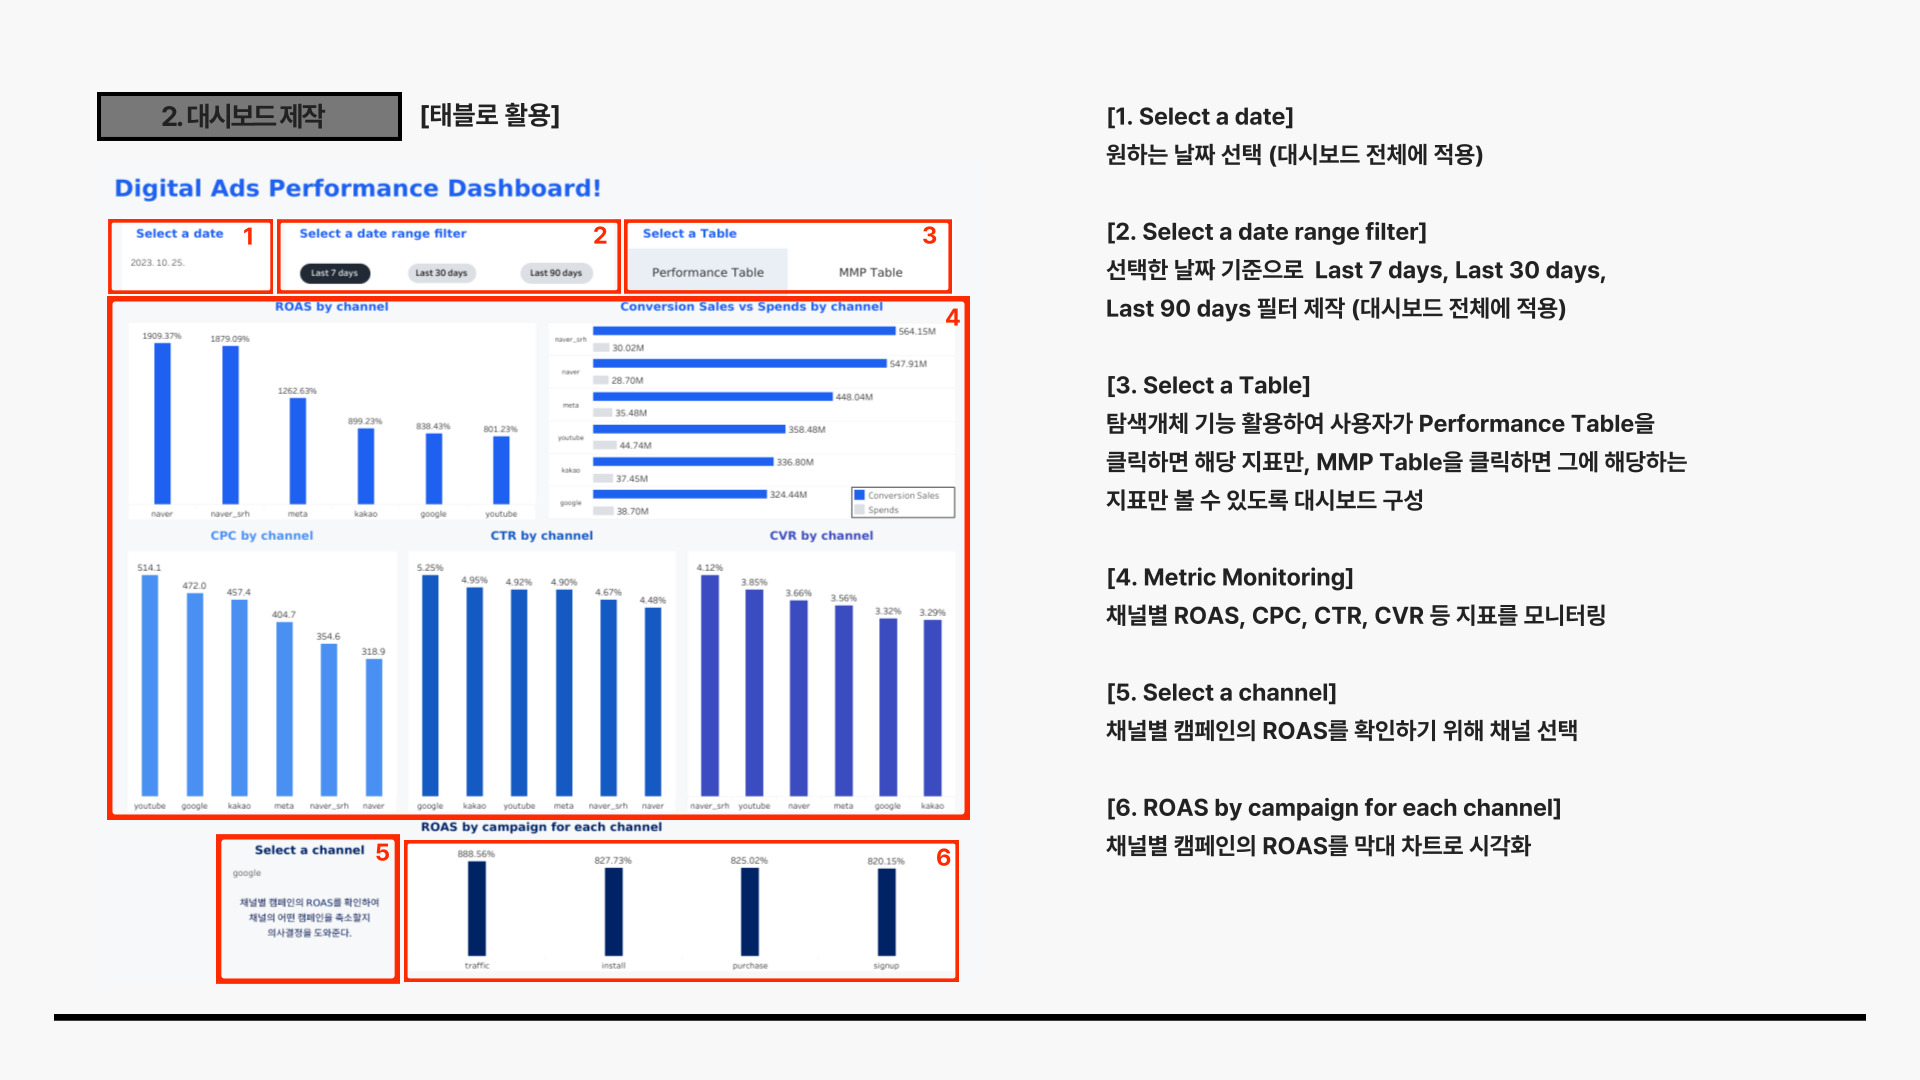 2. 대시보드 제작
[태블로 활용]
Digital Ads Performance Dashboard!
Select a date 1
2023. 10. 25.
Select a date range filter 2
Last 7 days Last 30 days Last 90 days
Select a Table 3
Performance Table MMP Table
4
ROAS by channel
1909.37% 1879.09% 1262.63% 899.23% 838.43% 801.23%
naver naver_srh meta kakao google youtube
Conversion Sales vs Spends by channel
naver_srh 564.15M
30.02M
naver 547.91M
28.70M
meta 448.04M
35.48M
youtube 358.48M
44.74M
kakao 336.80M
37.45M
google 324.44M
38.70M
Conversion Sales
Spends
CPC by channel
514.1 472.0 457.4 404.7 354.6 318.9
youtube google kakao meta naver_srh naver
CTR by channel
5.25% 4.95% 4.92% 4.90% 4.67% 4.48%
google kakao youtube meta naver_srh naver
CVR by channel
4.12% 3.85% 3.66% 3.56% 3.32% 3.29%
naver_srh youtube naver meta google kakao
ROAS by campaign for each channel
Select a channel 5
google
채널별 캠페인의 ROAS를 확인하여
채널의 어떤 캠페인을 축소할지
의사결정을 도와준다.
6
888.56% 827.73% 825.02% 820.15%
traffic install purchase signup
[1. Select a date]
원하는 날짜 선택 (대시보드 전체에 적용)
[2. Select a date range filter]
선택한 날짜 기준으로 Last 7 days, Last 30 days,
Last 90 days 필터 제작 (대시보드 전체에 적용)
[3. Select a Table]
탐색개체 기능 활용하여 사용자가 Performance Table을
클릭하면 해당 지표만, MMP Table을 클릭하면 그에 해당하는
지표만 볼 수 있도록 대시보드 구성
[4. Metric Monitoring]
채널별 ROAS, CPC, CTR, CVR 등 지표를 모니터링
[5. Select a channel]
채널별 캠페인의 ROAS를 확인하기 위해 채널 선택
[6. ROAS by campaign for each channel]
채널별 캠페인의 ROAS를 막대 차트로 시각화